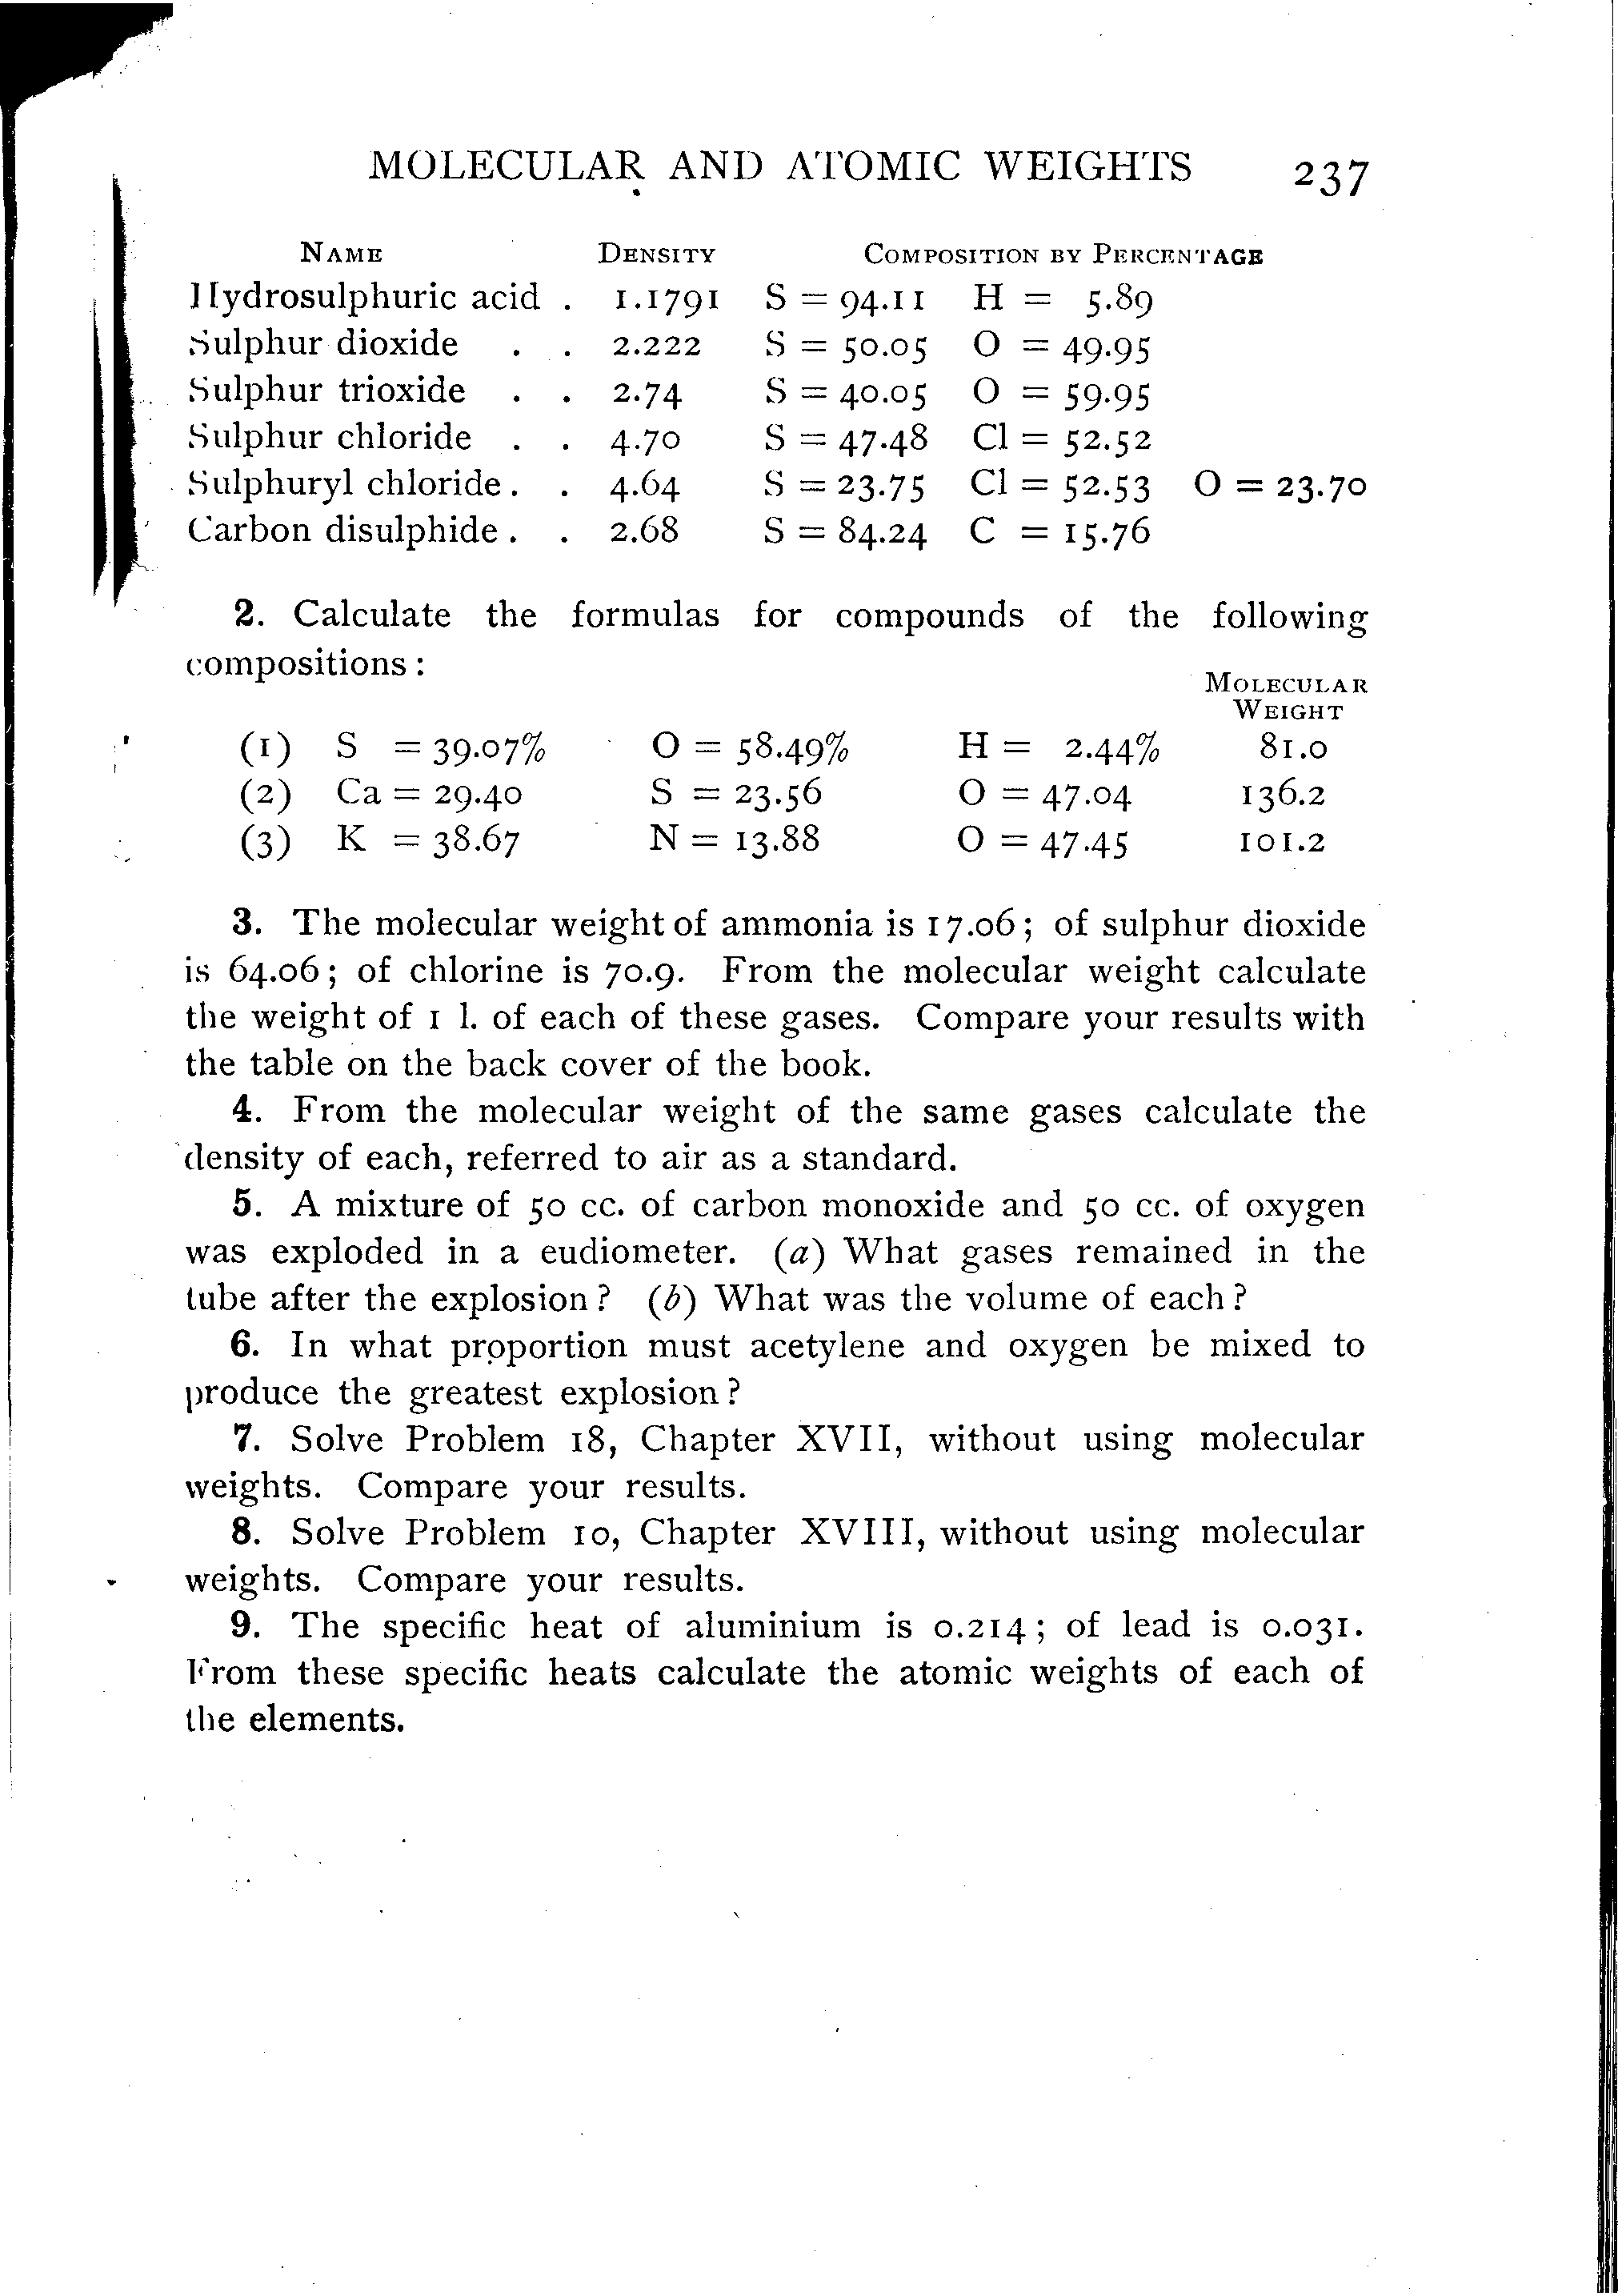 MOLECULAR AND ATOMIC WEIGHTS 237
NAME DENSITY COMPOSITION BY PERCENTAGE
Hydrosulphuric acid . 1.1791 S = 94.11 H = 5.89
Sulphur dioxide . . 2.222 S = 50.05 O = 49.95
Sulphur trioxide . . 2.74 S = 40.05 O = 59.95
Sulphur chloride . . 4.70 S = 47.48 Cl = 52.52
Sulphuryl chloride . . 4.64 S = 23.75 Cl = 52.53 O = 23.70
Carbon disulphide . . 2.68 S = 84.24 C = 15.76
2. Calculate the formulas for compounds of the following
compositions :
MOLECULAR
WEIGHT
(1) S = 39.07% O = 58.49% H = 2.44% 81.0
(2) Ca = 29.40 S = 23.56 O = 47.04 136.2
(3) K = 38.67 N = 13.88 O = 47.45 101.2
3. The molecular weight of ammonia is 17.06 ; of sulphur dioxide
is 64.06 ; of chlorine is 70.9. From the molecular weight calculate
the weight of 1 l. of each of these gases. Compare your results with
the table on the back cover of the book.
4. From the molecular weight of the same gases calculate the
density of each, referred to air as a standard.
5. A mixture of 50 cc. of carbon monoxide and 50 cc. of oxygen
was exploded in a eudiometer. (a) What gases remained in the
tube after the explosion ? (b) What was the volume of each ?
6. In what proportion must acetylene and oxygen be mixed to
produce the greatest explosion ?
7. Solve Problem 18, Chapter XVII, without using molecular
weights. Compare your results.
8. Solve Problem 10, Chapter XVIII, without using molecular
weights. Compare your results.
9. The specific heat of aluminium is 0.214 ; of lead is 0.031.
From these specific heats calculate the atomic weights of each of
the elements.